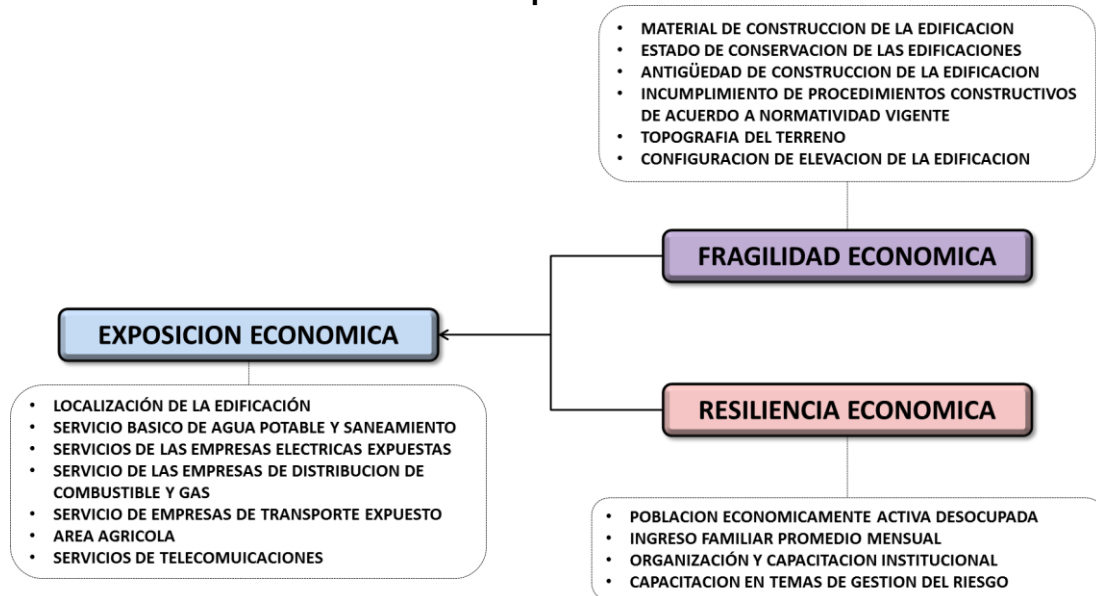 • MATERIAL DE CONSTRUCCION DE LA EDIFICACION
• ESTADO DE CONSERVACION DE LAS EDIFICACIONES
• ANTIGÜEDAD DE CONSTRUCCION DE LA EDIFICACION
• INCUMPLIMIENTO DE PROCEDIMIENTOS CONSTRUCTIVOS
DE ACUERDO A NORMATIVIDAD VIGENTE
• TOPOGRAFIA DEL TERRENO
• CONFIGURACION DE ELEVACION DE LA EDIFICACION
FRAGILIDAD ECONOMICA
EXPOSICION ECONOMICA
• LOCALIZACIÓN DE LA EDIFICACIÓN
• SERVICIO BASICO DE AGUA POTABLE Y SANEAMIENTO
• SERVICIOS DE LAS EMPRESAS ELECTRICAS EXPUESTAS
• SERVICIO DE LAS EMPRESAS DE DISTRIBUCION DE
COMBUSTIBLE Y GAS
• SERVICIO DE EMPRESAS DE TRANSPORTE EXPUESTO
• AREA AGRICOLA
• SERVICIOS DE TELECOMUICACIONES
RESILIENCIA ECONOMICA
• POBLACION ECONOMICAMENTE ACTIVA DESOCUPADA
• INGRESO FAMILIAR PROMEDIO MENSUAL
• ORGANIZACIÓN Y CAPACITACION INSTITUCIONAL
• CAPACITACION EN TEMAS DE GESTION DEL RIESGO